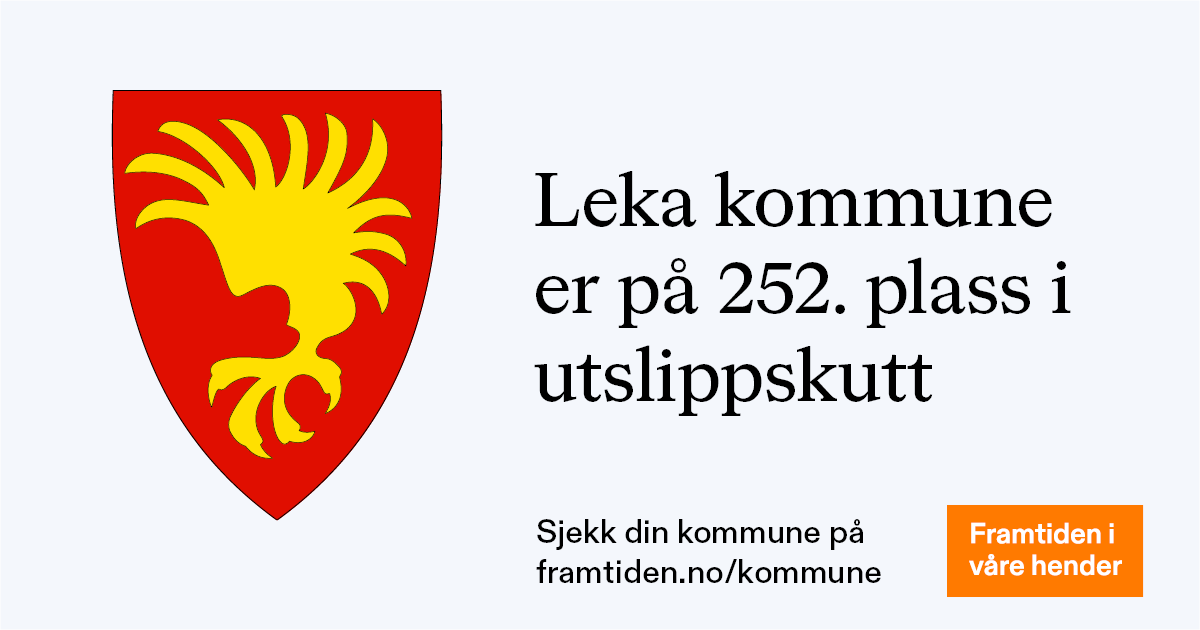 Leka kommune
er på 252. plass i
utslippskutt
Sjekk din kommune på
framtiden.no/kommune
Framtiden i
våre hender